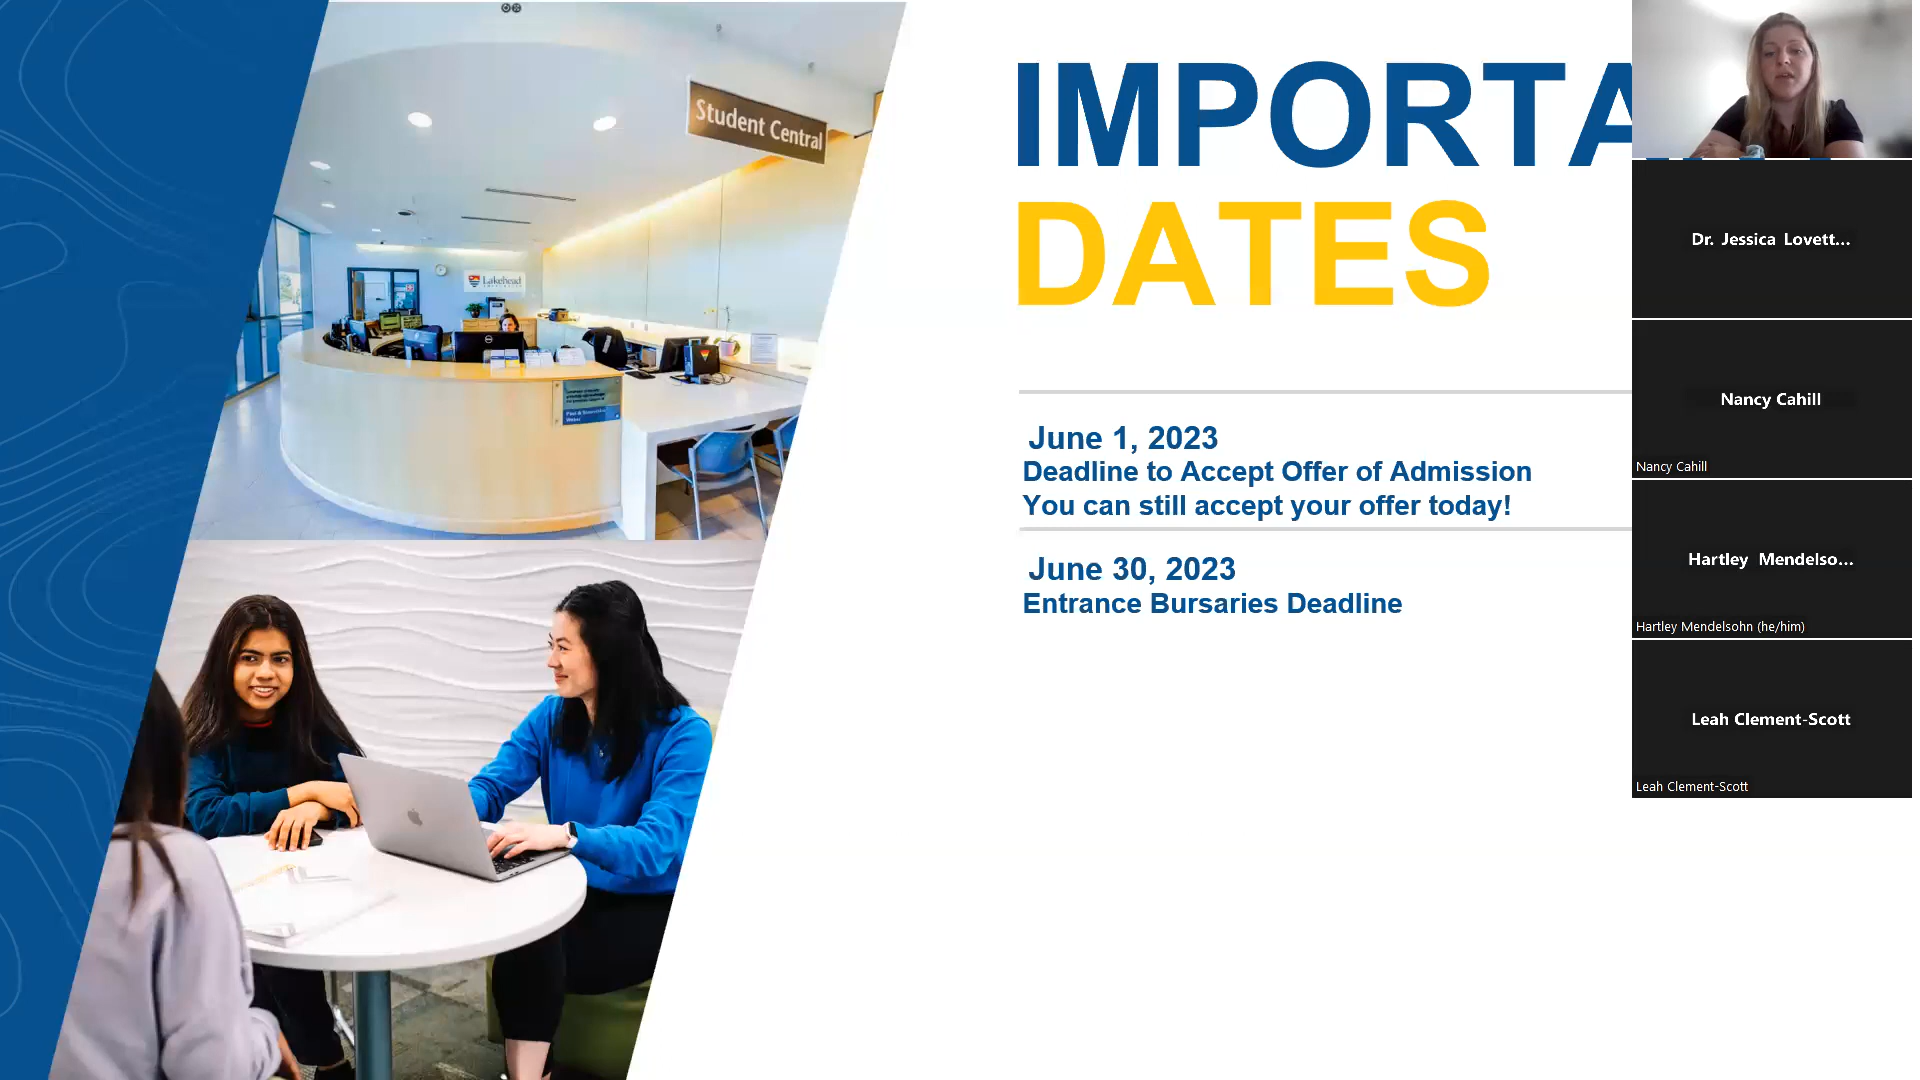 Student Central
Lakehead
IMPORTA
DATES
June 1, 2023
Deadline to Accept Offer of Admission
You can still accept your offer today!
June 30, 2023
Entrance Bursaries Deadline
Dr. Jessica Lovett...
Nancy Cahill
Nancy Cahill
Hartley Mendelso...
Hartley Mendelsohn (he/him)
Leah Clement-Scott
Leah Clement-Scott